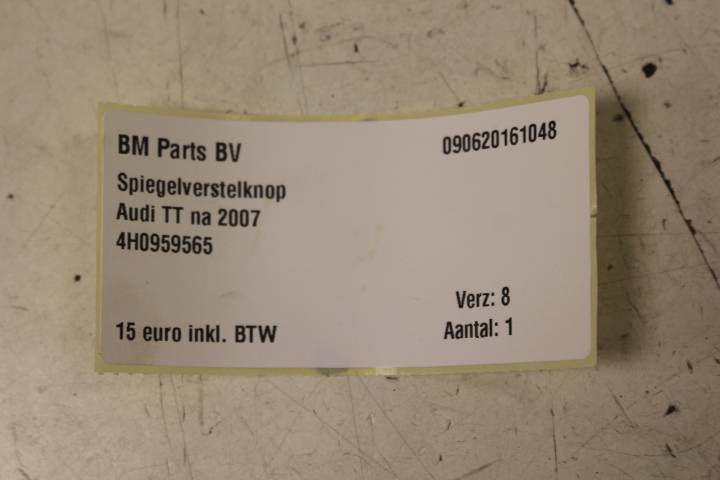 BM Parts BV
090620161048
Spiegelverstelknop
Audi TT na 2007
4H0959565
Verz: 8
15 euro inkl. BTW
Aantal: 1